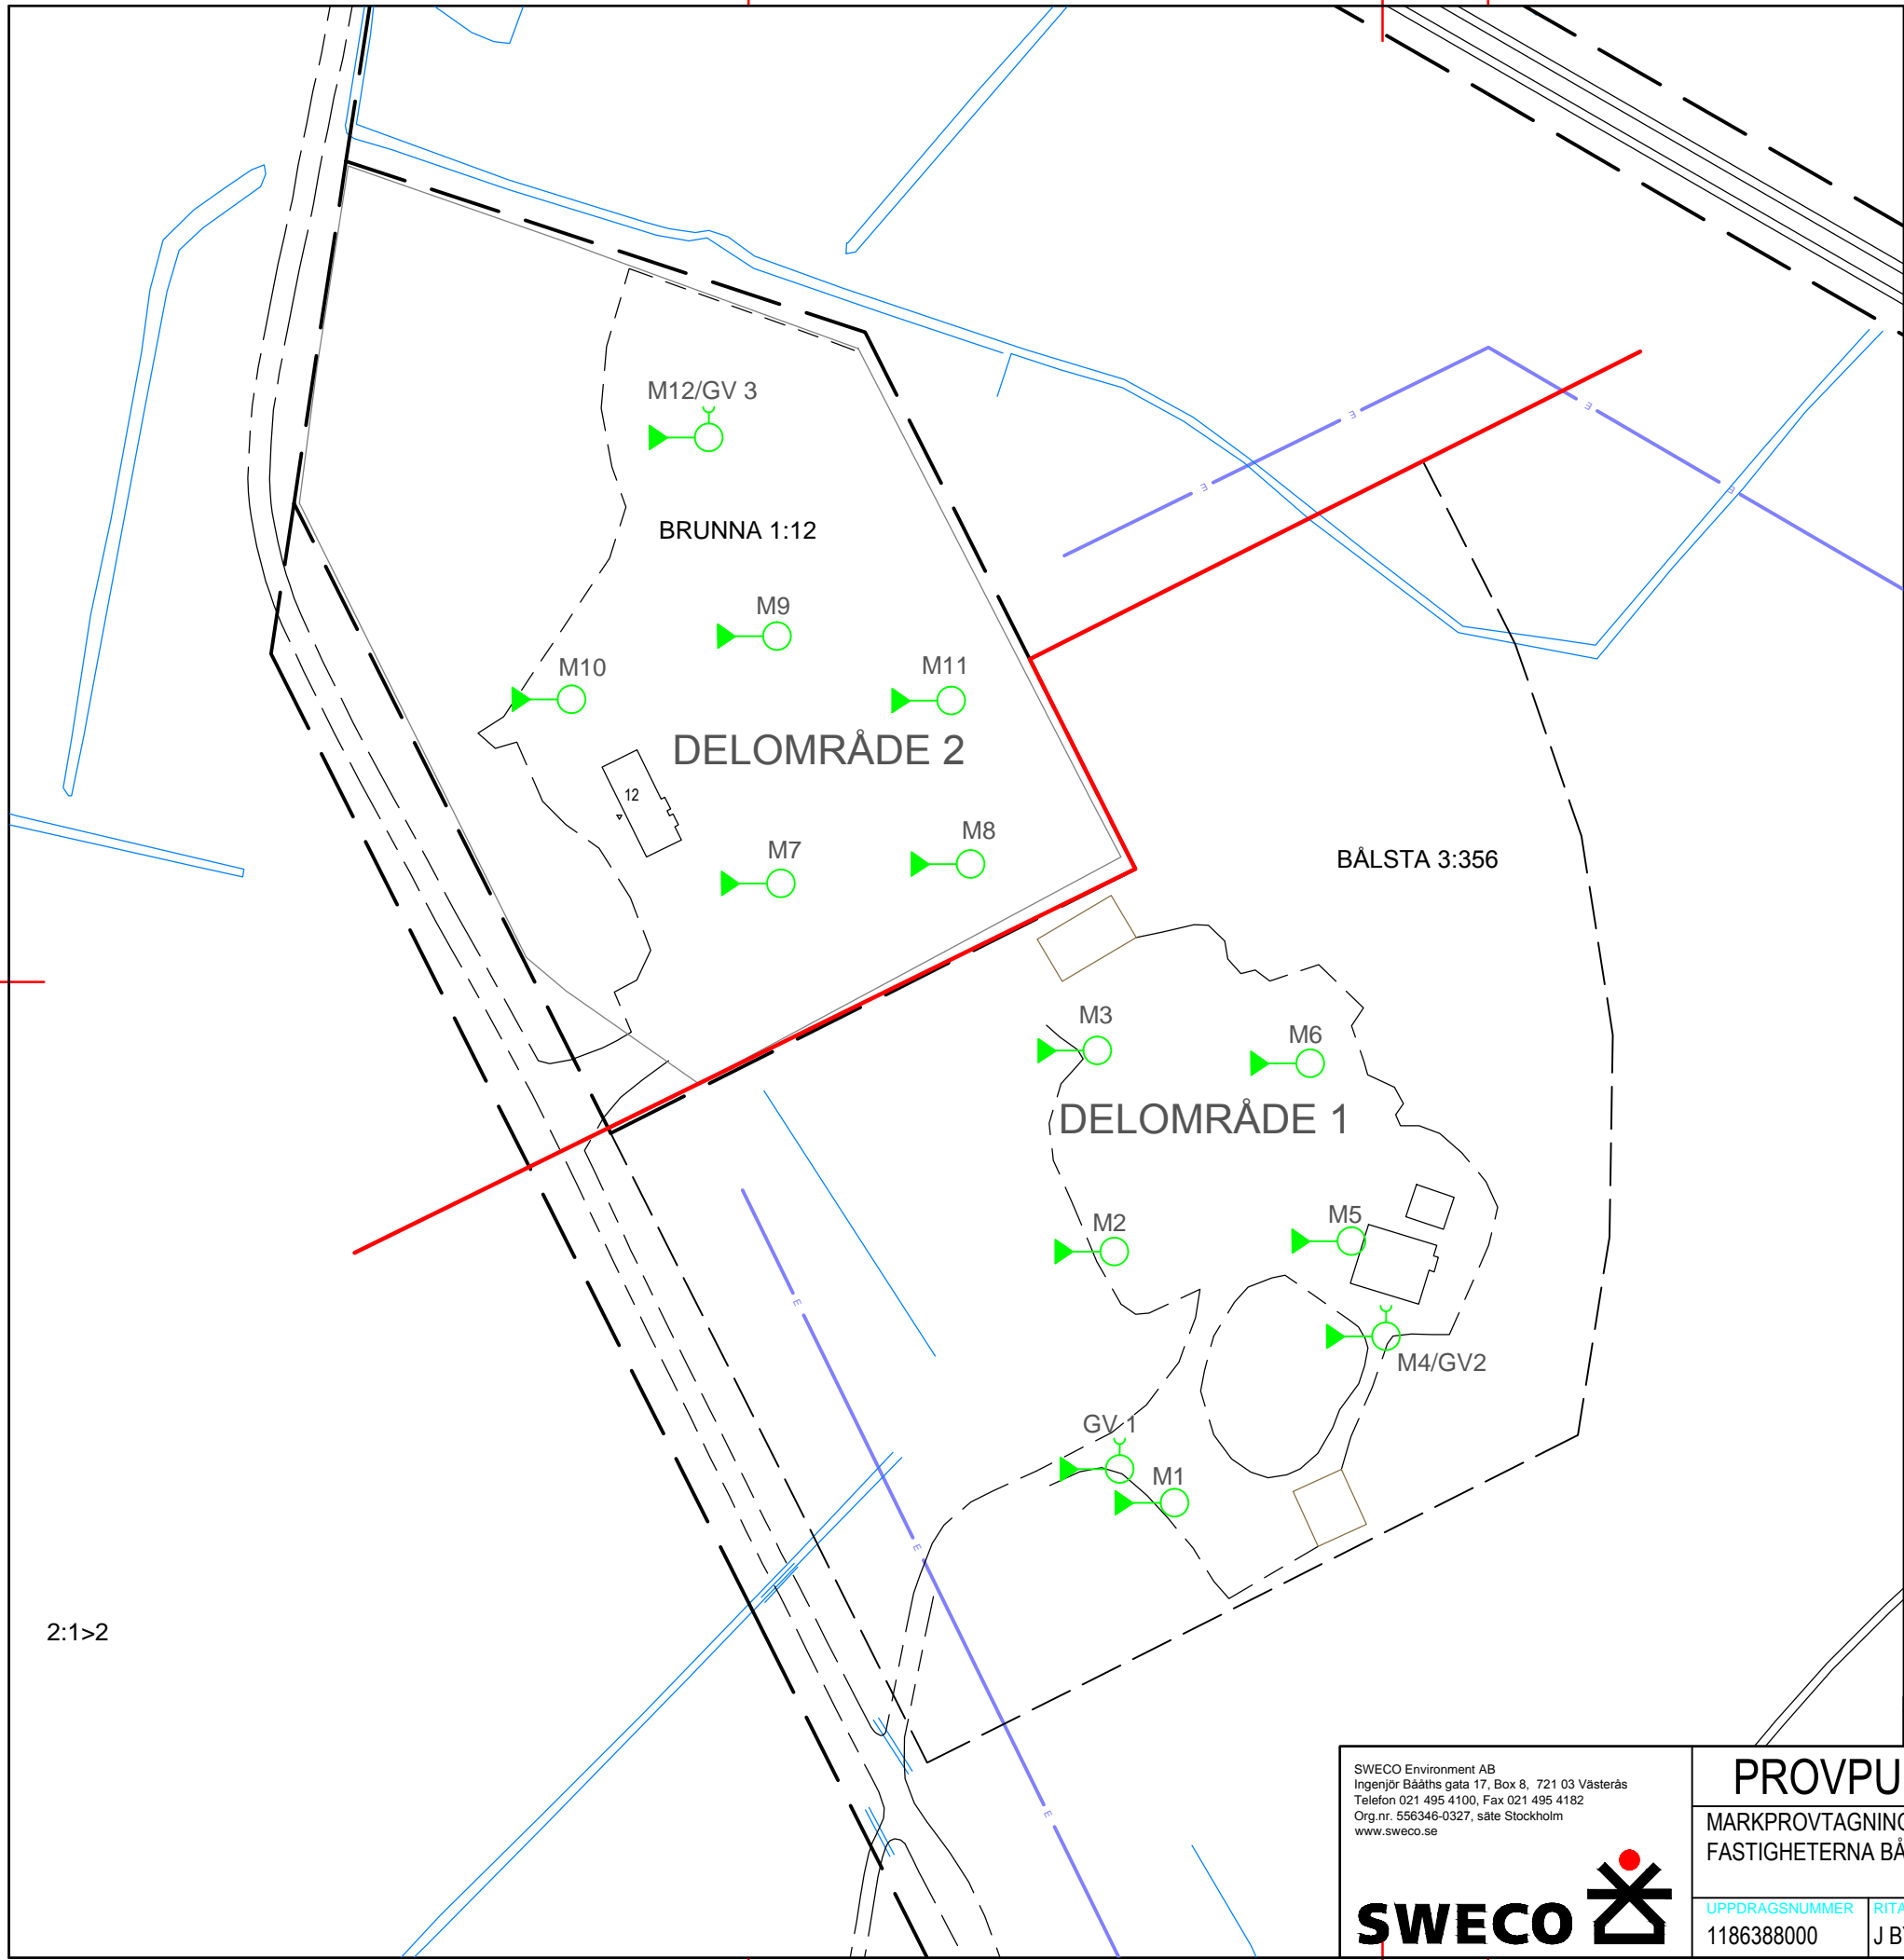 M12/GV 3
BRUNNA 1:12
M9
M10
M11
DELOMRÅDE 2
12
M7
M8
BÅLSTA 3:356
M3
M6
DELOMRÅDE 1
M2
M5
M4/GV2
GV 1
M1
2:1>2
E
E
E
E
E
E
E
SWECO Environment AB
Ingenjör Bååths gata 17, Box 8, 721 03 Västerås
Telefon 021 495 4100, Fax 021 495 4182
Org.nr. 556346-0327, säte Stockholm
www.sweco.se
SWECO
PROVPU
MARKPROVTAGNING
FASTIGHETERNA BÅ
UPPDRAGSNUMMER
1186388000
RITA